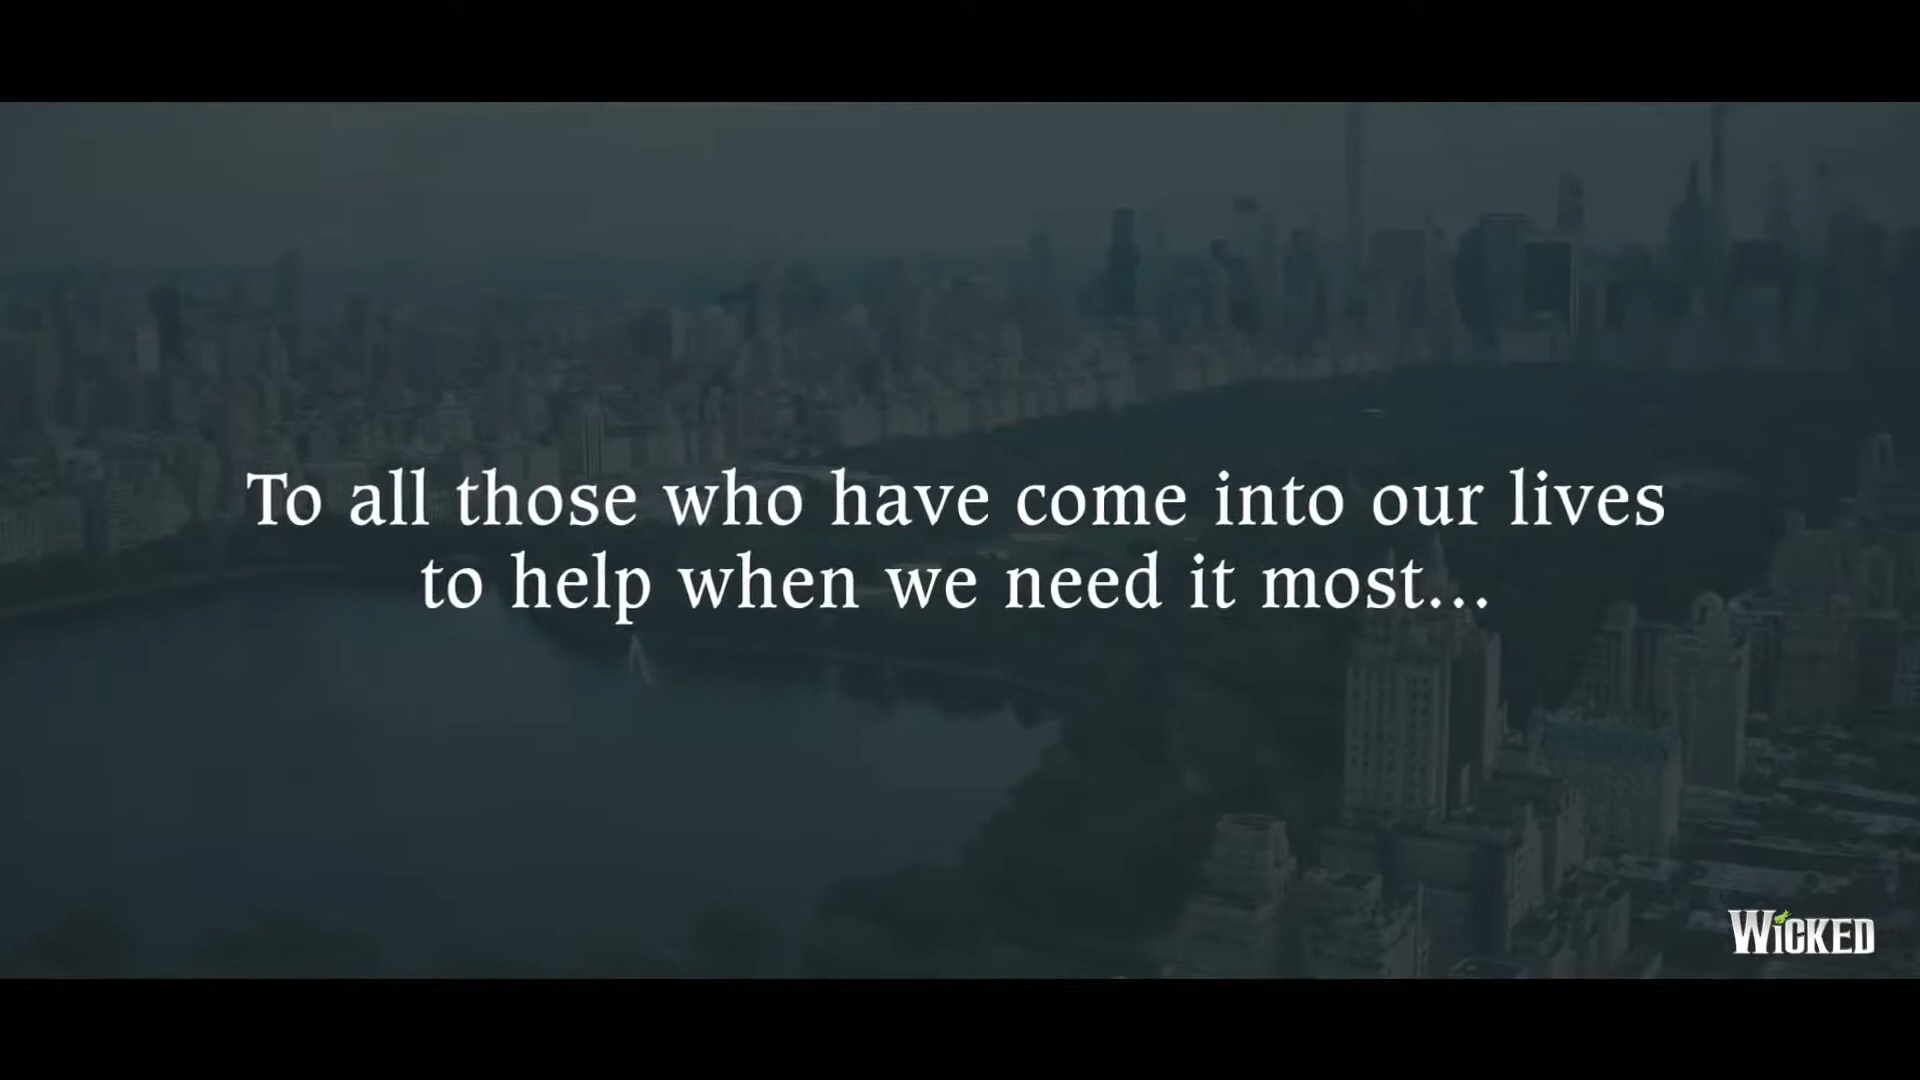 To all those who have come into our lives
to help when we need it most...
WICKED